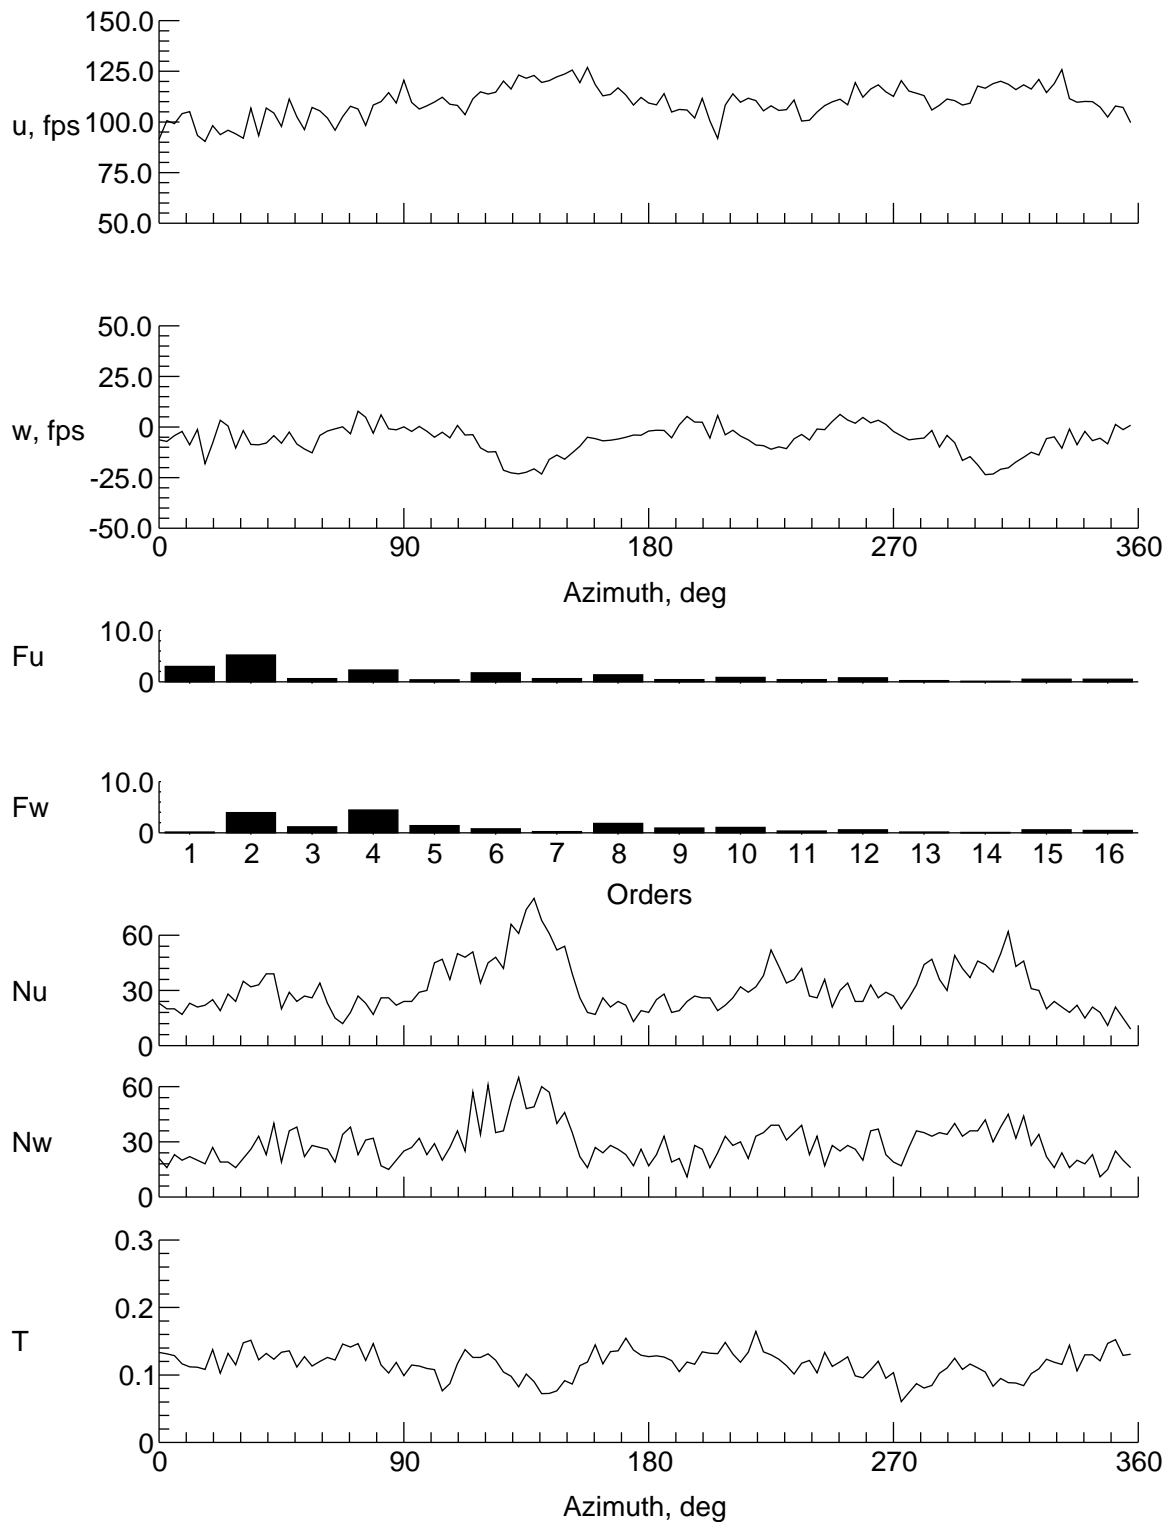 150.0
125.0
u, fps 100.0
75.0
50.0
50.0
25.0
w, fps 0
-25.0
-50.0
0 90 180 270 360
Azimuth, deg
10.0
Fu
0
10.0
Fw
0
1 2 3 4 5 6 7 8 9 10 11 12 13 14 15 16
Orders
60
Nu 30
0
60
Nw 30
0
0.3
0.2
T
0.1
0
0 90 180 270 360
Azimuth, deg